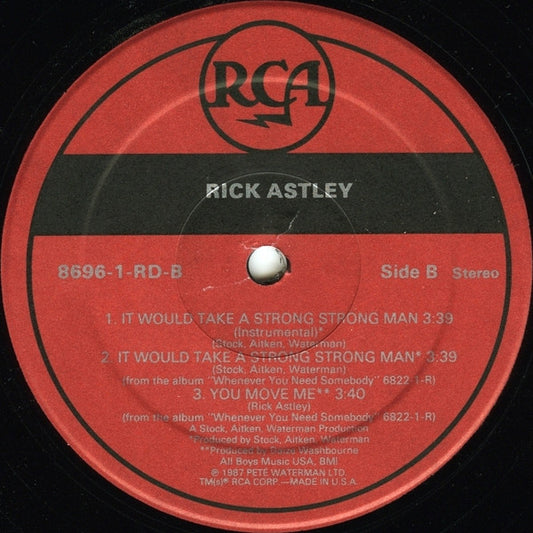 RCA
RICK ASTLEY
8696-1-RD-B
Side B Stereo
1. IT WOULD TAKE A STRONG STRONG MAN 3:39
(Instrumental)*
(Stock, Aitken, Waterman)
2. IT WOULD TAKE A STRONG STRONG MAN* 3:39
(Stock, Aitken, Waterman)
(from the album "Whenever You Need Somebody" 6822-1-R)
3. YOU MOVE ME** 3:40
(Rick Astley)
(from the album "Whenever You Need Somebody" 6822-1-R)
A Stock, Aitken, Waterman Production
*Produced by Stock, Aitken, Waterman
**Produced by Daize Washbourne
All Boys Music USA, BMI
℗ 1987 PETE WATERMAN LTD.
TM(s)® RCA CORP.—MADE IN U.S.A.